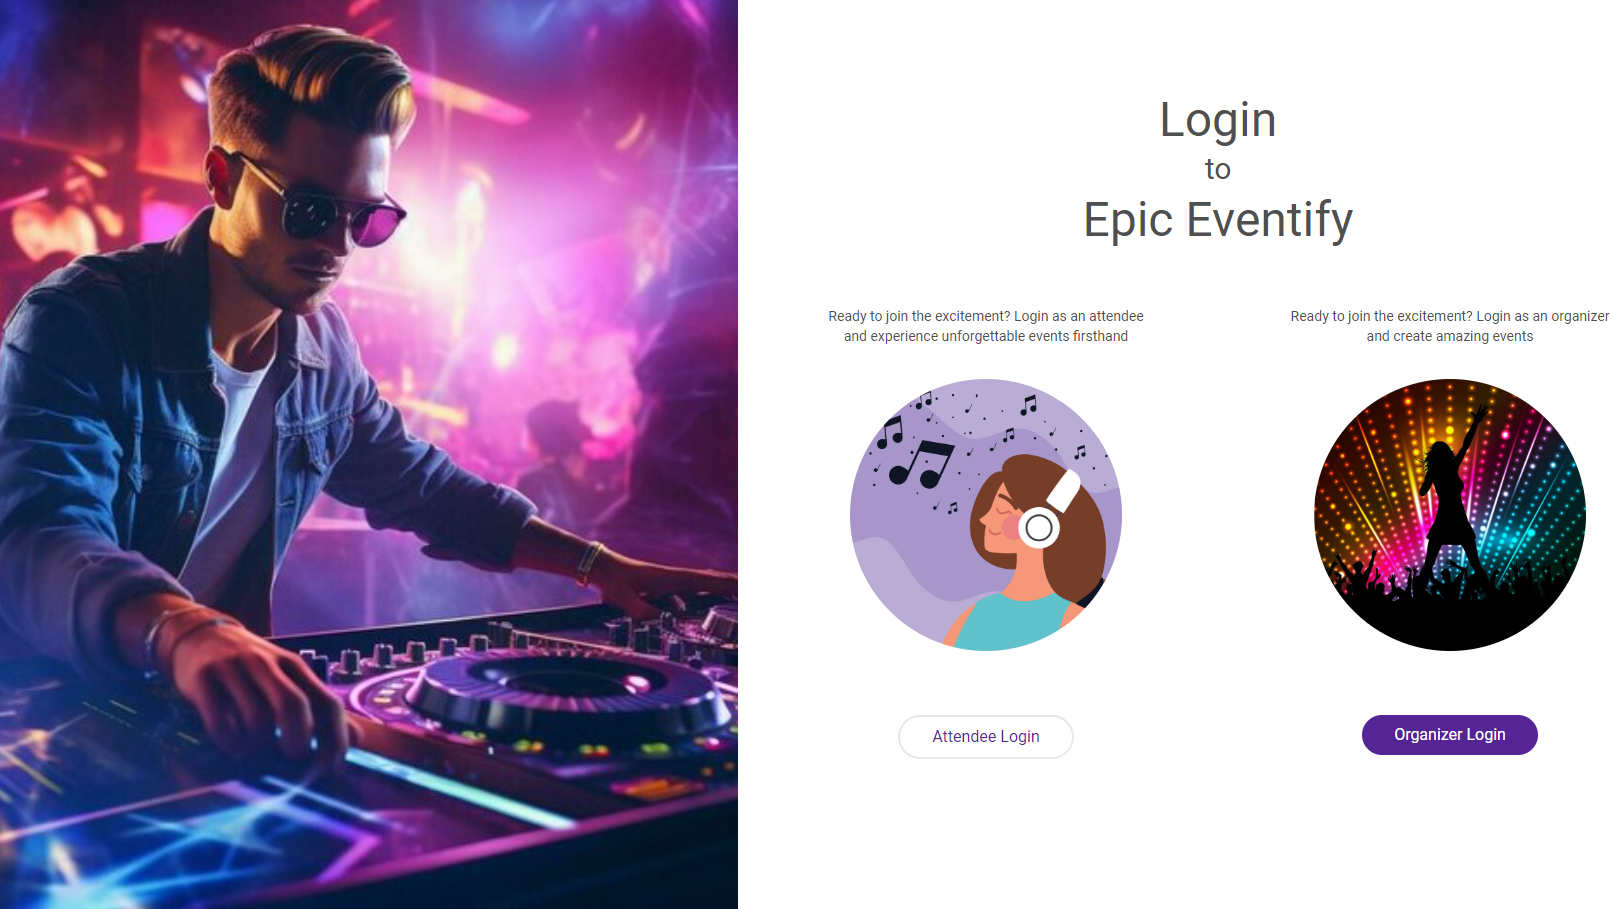 Login
to
Epic Eventify
Ready to join the excitement? Login as an attendee
and experience unforgettable events firsthand
Ready to join the excitement? Login as an organizer
and create amazing events
Attendee Login
Organizer Login